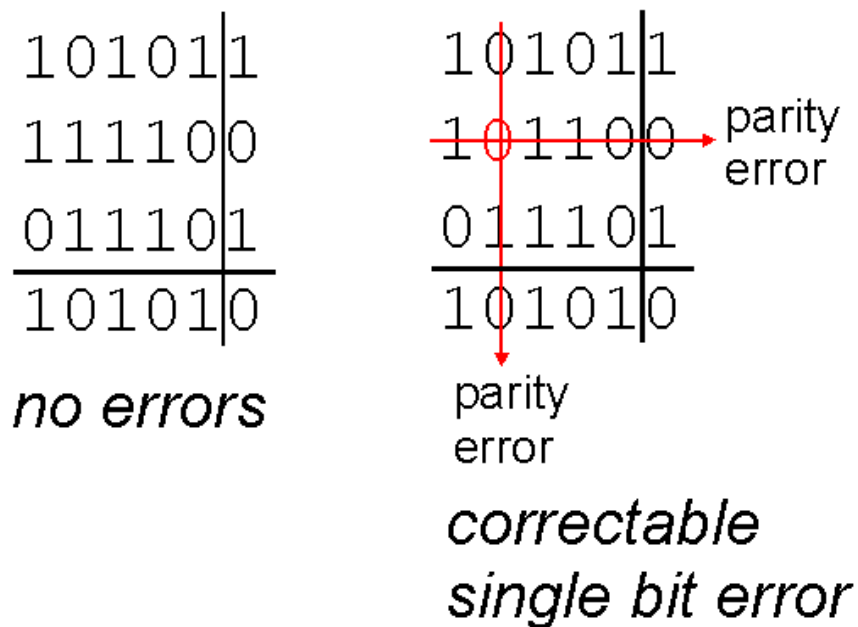 101011
111100
011101
101010
no errors
101011
101100
011101
101010
parity
error
parity
error
correctable
single bit error